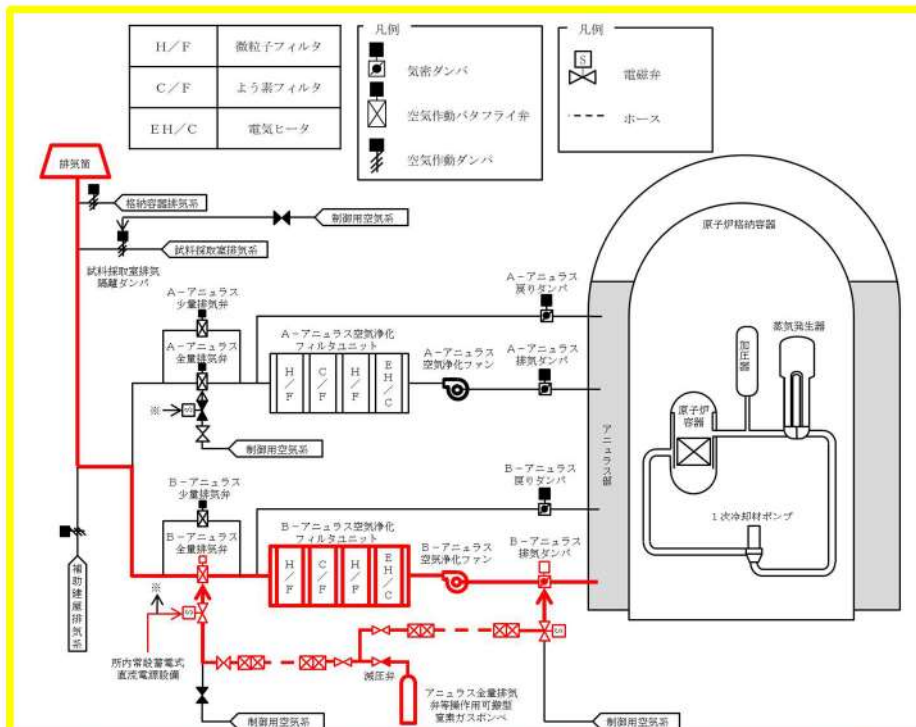 H/F 微粒子フィルタ
C/F よう素フィルタ
EH/C 電気ヒータ
凡例
気密ダンパ
空気作動バタフライ弁
空気作動ダンパ
凡例
S
電磁弁
ホース
排気筒
格納容器排気系
制御用空気系
試料採取室排気系
試料採取室排気
隔離ダンパ
A-アニュラス
少量排気弁
A-アニュラス
全量排気弁
※
S
制御用空気系
A-アニュラス空気浄化
フィルタユニット
H/F
C/F
H/F
EH/C
A-アニュラス
空気浄化ファン
A-アニュラス
戻りダンパ
A-アニュラス
排気ダンパ
原子炉格納容器
蒸気発生器
加圧器
原子炉
容器
1次冷却材ポンプ
アニュラス部
B-アニュラス
少量排気弁
B-アニュラス
全量排気弁
B-アニュラス空気浄化
フィルタユニット
H/F
C/F
H/F
EH/C
B-アニュラス
空気浄化ファン
B-アニュラス
戻りダンパ
B-アニュラス
排気ダンパ
補助建屋排気系
※
S
S
所内常設蓄電式
直流電源設備
減圧弁
アニュラス全量排気
弁等操作用可搬型
窒素ガスボンベ
制御用空気系
制御用空気系